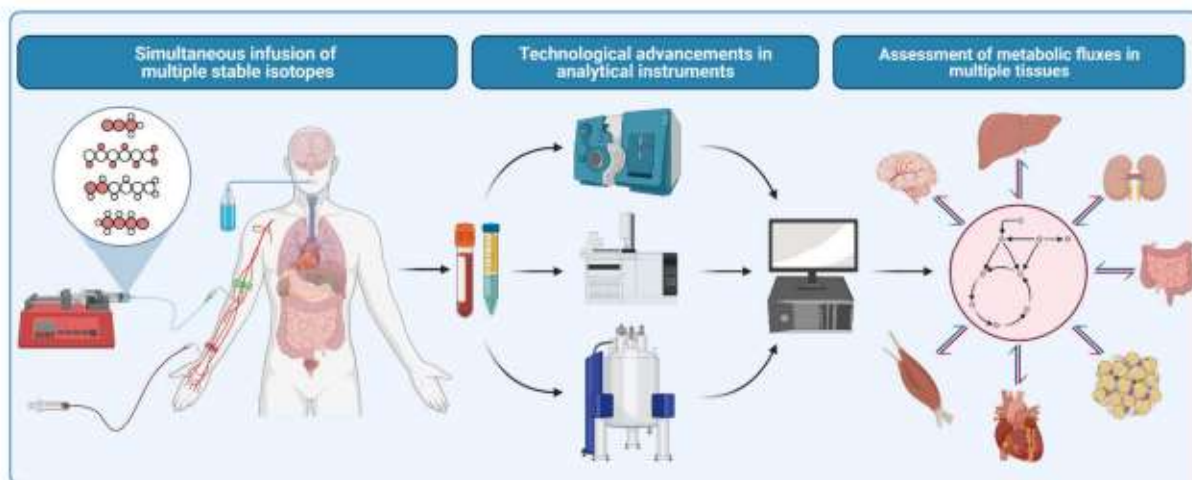 Simultaneous infusion of
multiple stable isotopes
Technological advancements in
analytical instruments
Assessment of metabolic fluxes in
multiple tissues